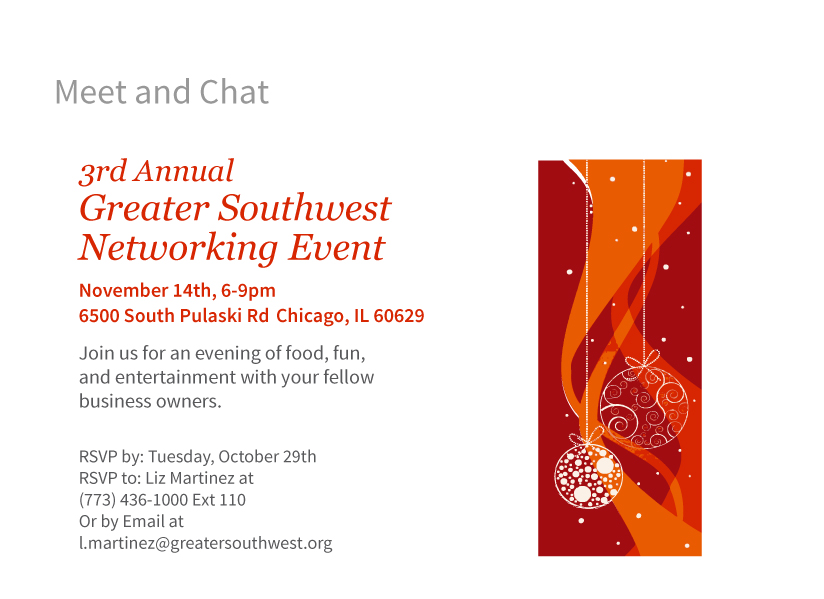 Meet and Chat
3rd Annual
Greater Southwest
Networking Event
November 14th, 6-9pm
6500 South Pulaski Rd Chicago, IL 60629
Join us for an evening of food, fun,
and entertainment with your fellow
business owners.
RSVP by: Tuesday, October 29th
RSVP to: Liz Martinez at
(773) 436-1000 Ext 110
Or by Email at
l.martinez@greatersouthwest.org